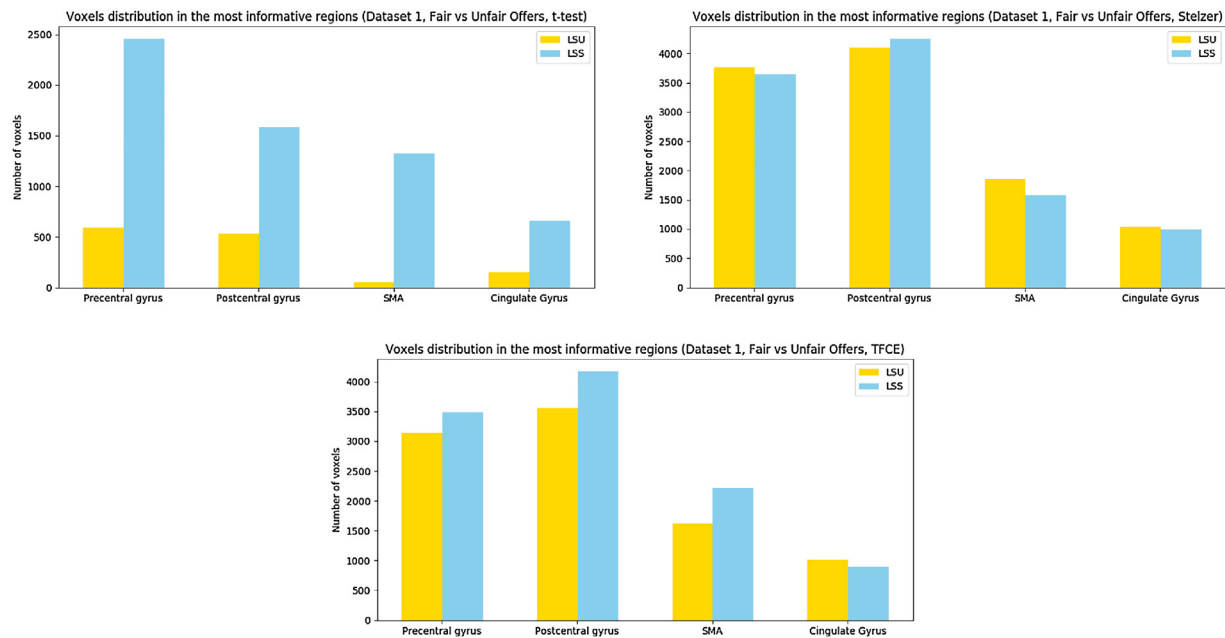 Voxels distribution in the most informative regions (Dataset 1, Fair vs Unfair Offers, t-test)
LSU
LSS
Number of voxels
2500
2000
1500
1000
500
0
Precentral gyrus
Postcentral gyrus
SMA
Cingulate Gyrus
Voxels distribution in the most informative regions (Dataset 1, Fair vs Unfair Offers, Stelzer)
LSU
LSS
Number of voxels
4000
3500
3000
2500
2000
1500
1000
500
0
Precentral gyrus
Postcentral gyrus
SMA
Cingulate Gyrus
Voxels distribution in the most informative regions (Dataset 1, Fair vs Unfair Offers, TFCE)
LSU
LSS
Number of voxels
4000
3500
3000
2500
2000
1500
1000
500
0
Precentral gyrus
Postcentral gyrus
SMA
Cingulate Gyrus